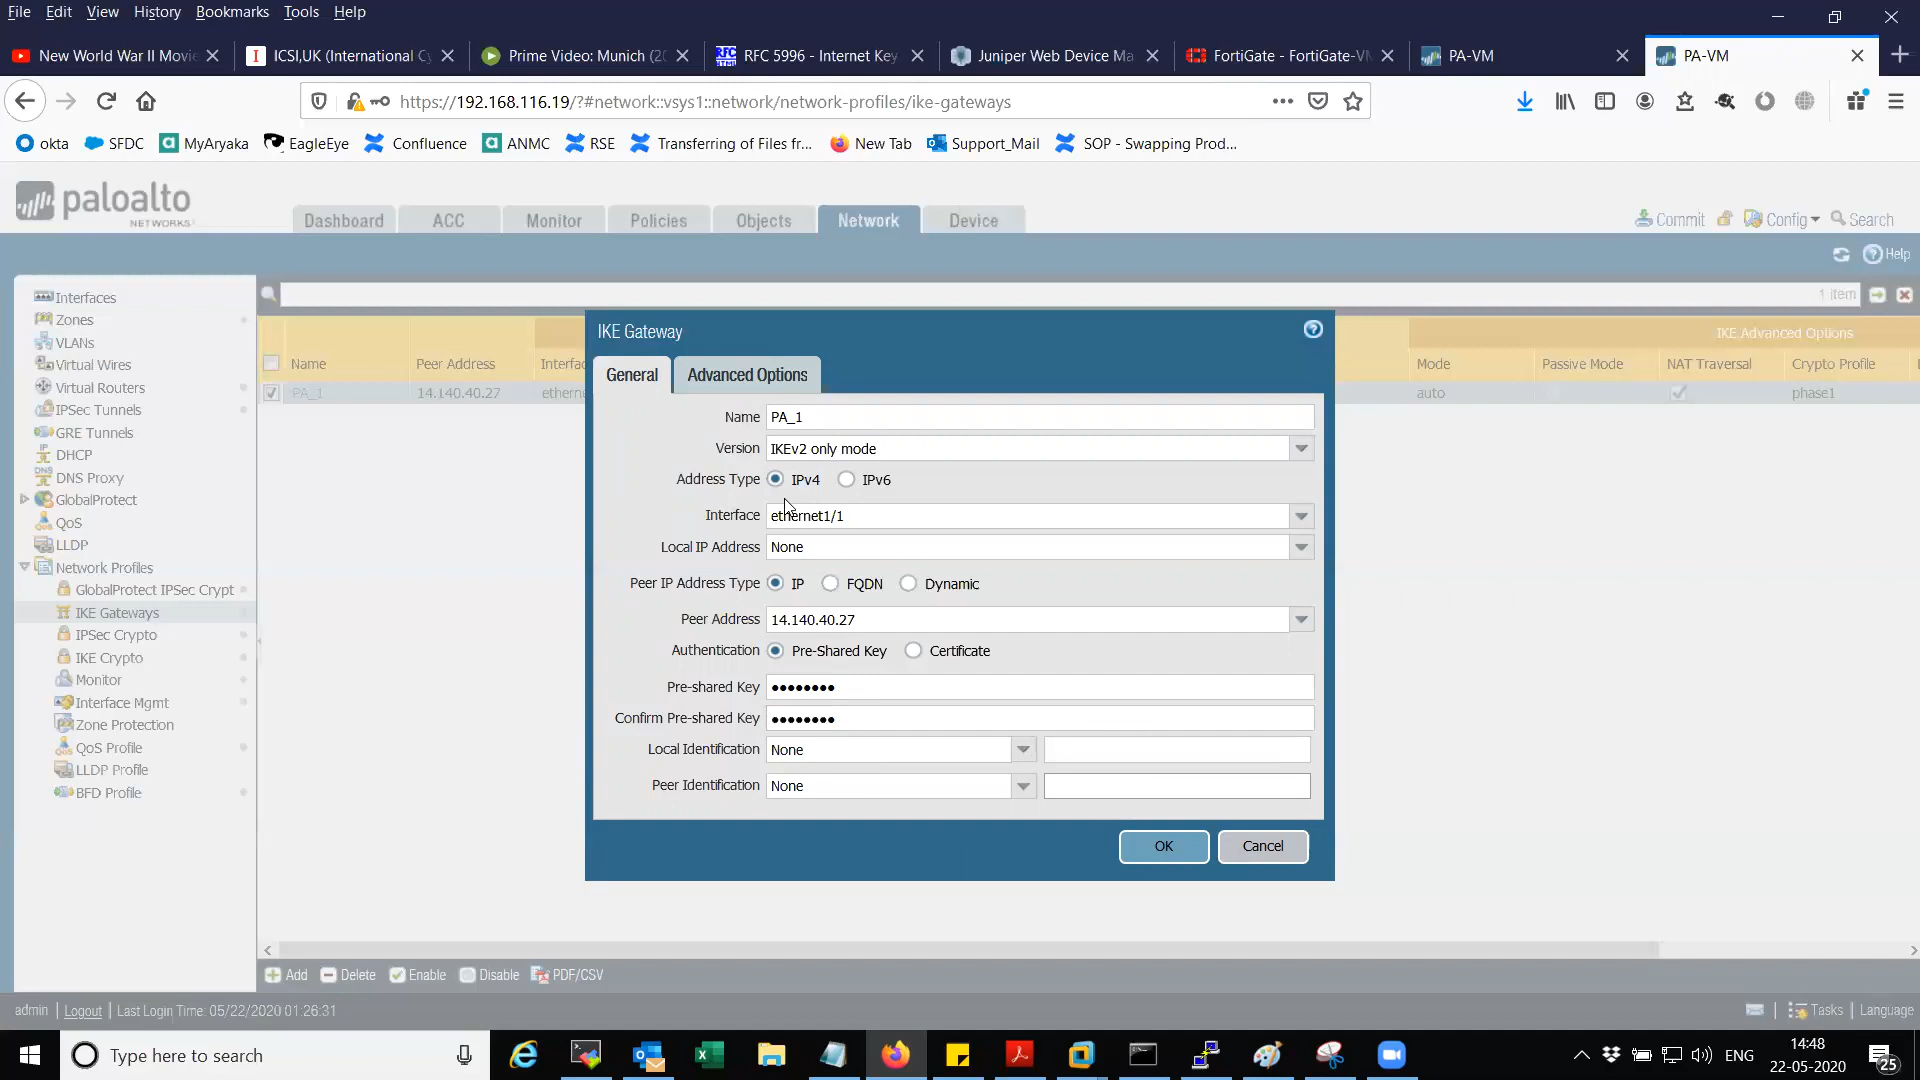 File Edit View History Bookmarks Tools Help
New World War II Movi ICSI,UK (International Cy Prime Video: Munich (20 RFC 5996 - Internet Key Juniper Web Device Ma FortiGate - FortiGate-VM PA-VM PA-VM
https://192.168.116.19/?#network::vsys1::network/network-profiles/ike-gateways
okta SFDC MyAryaka EagleEye Confluence ANMC RSE Transferring of Files fr... New Tab Support_Mail SOP - Swapping Prod...
paloalto
NETWORKS
Dashboard ACC Monitor Policies Objects Network Device
Commit Config Search
Help
Interfaces
Zones
VLANs
Virtual Wires
Virtual Routers
IPSec Tunnels
GRE Tunnels
DHCP
DNS Proxy
GlobalProtect
QoS
LLDP
Network Profiles
GlobalProtect IPSec Crypt
IKE Gateways
IPSec Crypto
IKE Crypto
Monitor
Interface Mgmt
Zone Protection
QoS Profile
LLDP Profile
BFD Profile
1 item
IKE Advanced Options
Name Peer Address Interfac Mode Passive Mode NAT Traversal Crypto Profile
PA_1 14.140.40.27 etherne auto phase1
IKE Gateway
General Advanced Options
Name PA_1
Version IKEv2 only mode
Address Type IPv4 IPv6
Interface ethernet1/1
Local IP Address None
Peer IP Address Type IP FQDN Dynamic
Peer Address 14.140.40.27
Authentication Pre-Shared Key Certificate
Pre-shared Key ••••••••
Confirm Pre-shared Key ••••••••
Local Identification None
Peer Identification None
OK Cancel
Add Delete Enable Disable PDF/CSV
admin | Logout | Last Login Time: 05/22/2020 01:26:31
Tasks | Language
Type here to search
ENG
14:48
22-05-2020
25